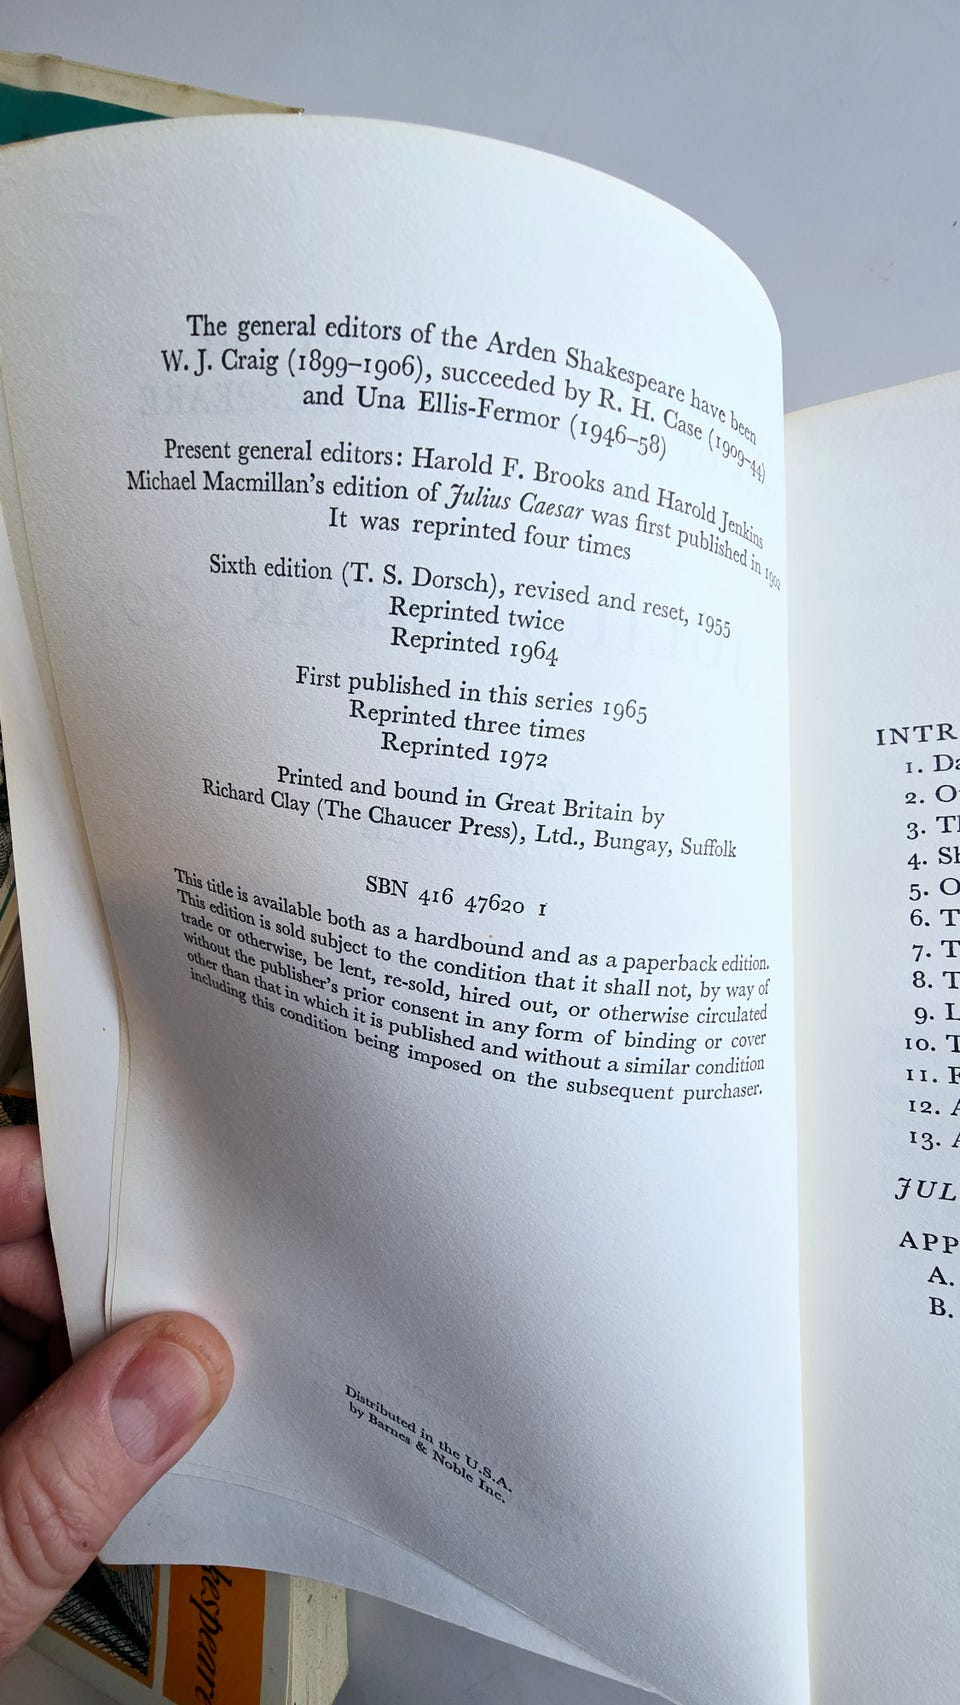 The general editors of the Arden Shakespeare have been
W. J. Craig (1899–1906), succeeded by R. H. Case (1909–44)
and Una Ellis-Fermor (1946–58)
Present general editors: Harold F. Brooks and Harold Jenkins
Michael Macmillan's edition of Julius Caesar was first published in 1902
It was reprinted four times
Sixth edition (T. S. Dorsch), revised and reset, 1955
Reprinted twice
Reprinted 1964
First published in this series 1965
Reprinted three times
Reprinted 1972
Printed and bound in Great Britain by
Richard Clay (The Chaucer Press), Ltd., Bungay, Suffolk
SBN 416 47620 1
This title is available both as a hardbound and as a paperback edition.
This edition is sold subject to the condition that it shall not, by way of
trade or otherwise, be lent, re-sold, hired out, or otherwise circulated
without the publisher's prior consent in any form of binding or cover
other than that in which it is published and without a similar condition
including this condition being imposed on the subsequent purchaser.
Distributed in the U.S.A.
by Barnes & Noble Inc.
INTR
1. Da
2. O
3. Th
4. Sh
5. O
6. T
7. T
8. T
9. L
10. T
11. F
12. A
13. A
JUL
APP
A.
B.
hespeare